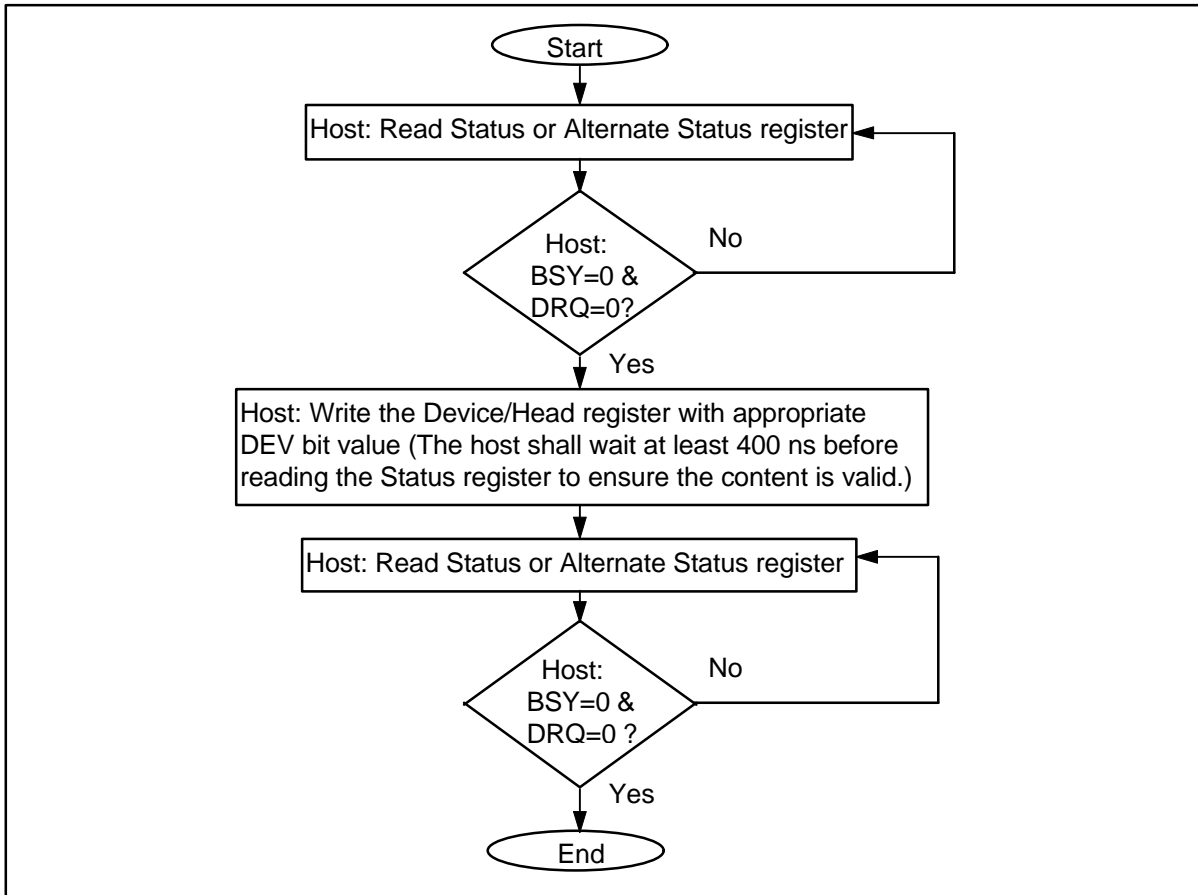 Start
Host: Read Status or Alternate Status register
Host:
BSY=0 &
DRQ=0?
No
Yes
Host: Write the Device/Head register with appropriate
DEV bit value (The host shall wait at least 400 ns before
reading the Status register to ensure the content is valid.)
Host: Read Status or Alternate Status register
Host:
BSY=0 &
DRQ=0 ?
No
Yes
End